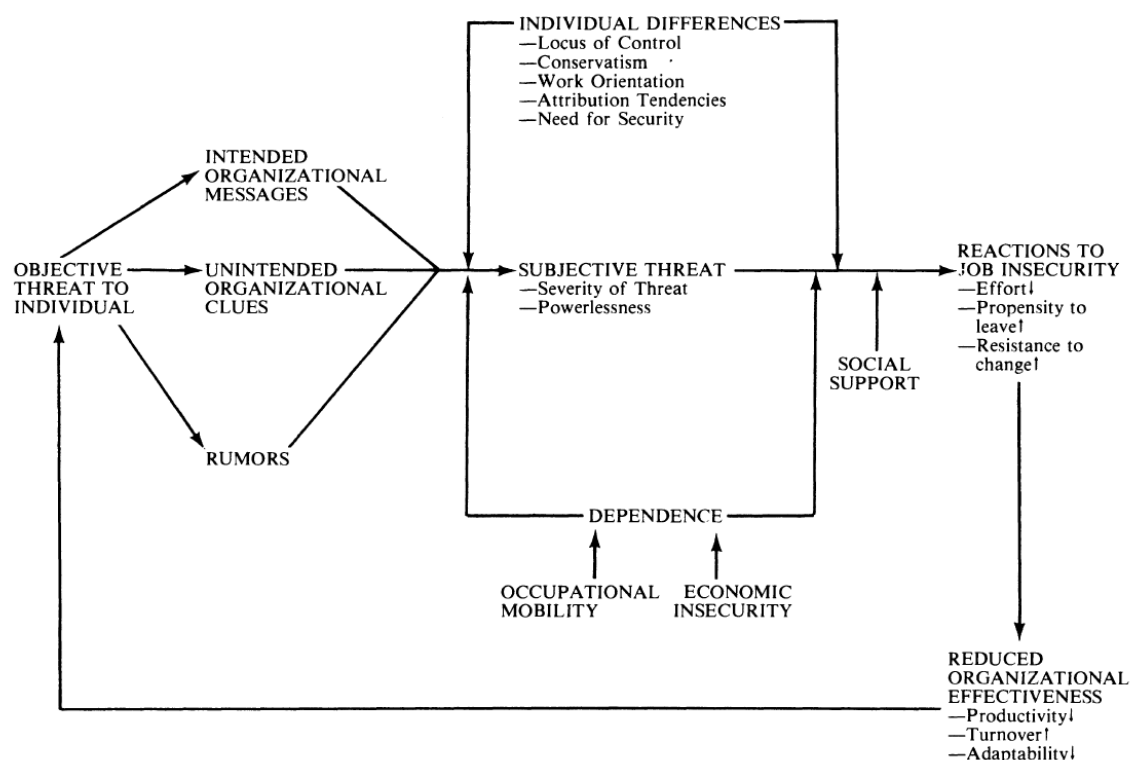 INDIVIDUAL DIFFERENCES
—Locus of Control
—Conservatism
—Work Orientation
—Attribution Tendencies
—Need for Security
INTENDED
ORGANIZATIONAL
MESSAGES
OBJECTIVE
THREAT TO
INDIVIDUAL
UNINTENDED
ORGANIZATIONAL
CLUES
RUMORS
SUBJECTIVE THREAT
—Severity of Threat
—Powerlessness
SOCIAL
SUPPORT
REACTIONS TO
JOB INSECURITY
—Effort↓
—Propensity to
leave↑
—Resistance to
change↑
DEPENDENCE
OCCUPATIONAL
MOBILITY
ECONOMIC
INSECURITY
REDUCED
ORGANIZATIONAL
EFFECTIVENESS
—Productivity↓
—Turnover↑
—Adaptability↓